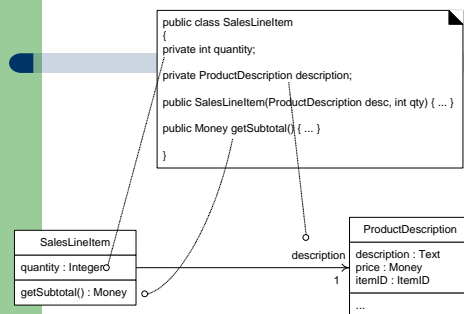 public class SalesLineItem
{
private int quantity;
private ProductDescription description;
public SalesLineItem(ProductDescription desc, int qty) { ... }
public Money getSubtotal() { ... }
}
SalesLineItem
quantity : Integer
getSubtotal() : Money
description
1
ProductDescription
description : Text
price : Money
itemID : ItemID
...